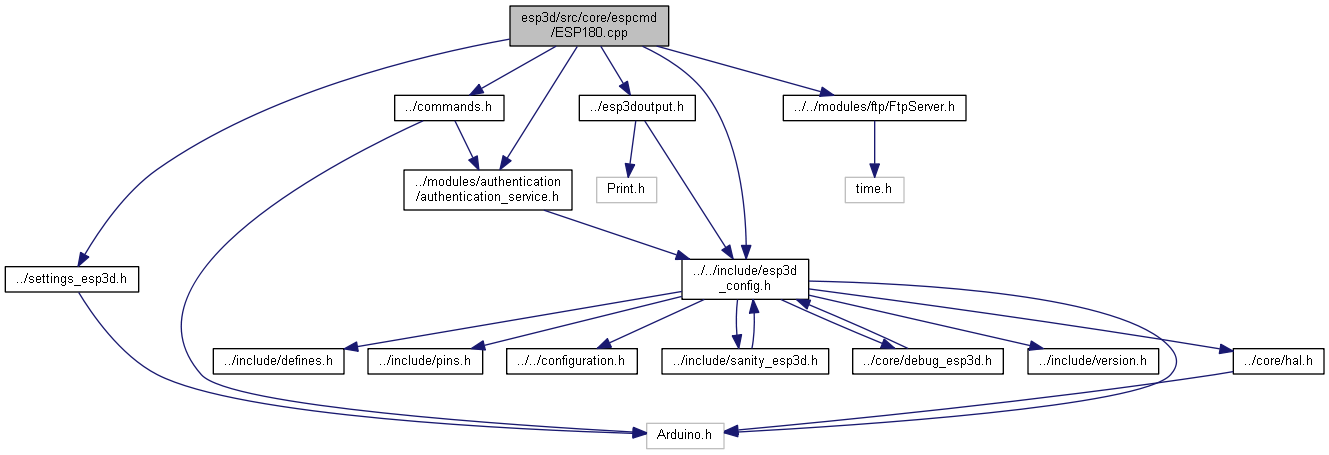 esp3d/src/core/espcmd
/ESP180.cpp
../commands.h
../esp3doutput.h
../../modules/ftp/FtpServer.h
../modules/authentication
/authentication_service.h
Print.h
time.h
../settings_esp3d.h
../../include/esp3d
_config.h
../include/defines.h
../include/pins.h
../../configuration.h
../include/sanity_esp3d.h
../core/debug_esp3d.h
../include/version.h
../core/hal.h
Arduino.h